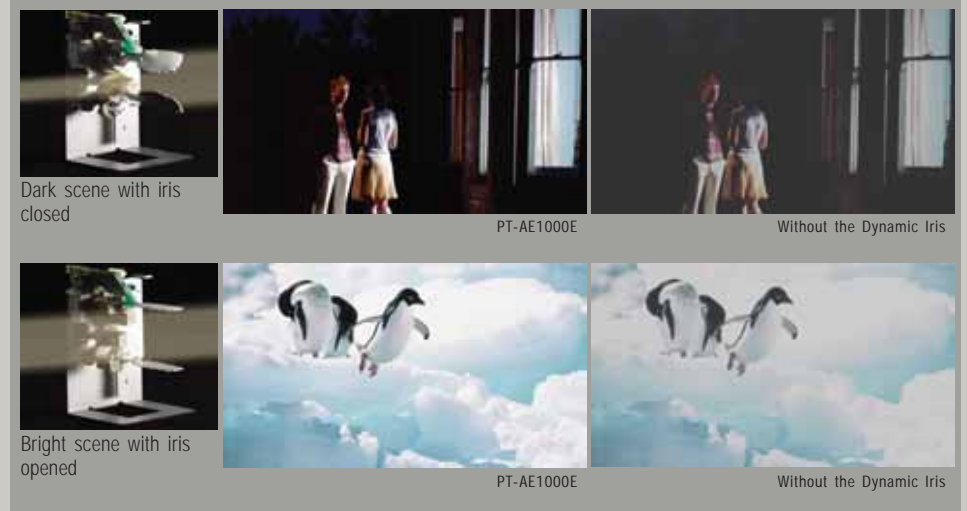 Dark scene with iris
closed
PT-AE1000E
Without the Dynamic Iris
Bright scene with iris
opened
PT-AE1000E
Without the Dynamic Iris